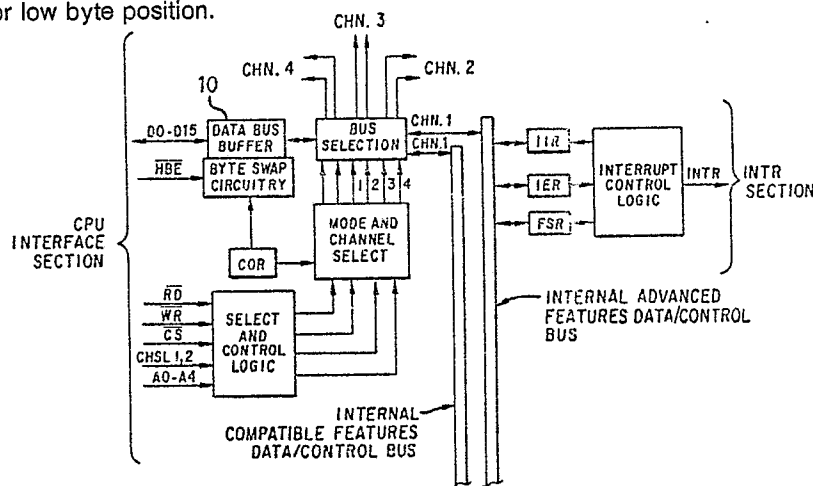 or low byte position.
CHN. 3
CHN. 4
CHN. 2
10
D0-D15
DATA BUS
BUFFER
BUS
SELECTION
CHN. 1
CHN.1
HBE
BYTE SWAP
CIRCUITRY
1 2 3 4
IIR
IER
FSR
INTERRUPT
CONTROL
LOGIC
INTR
INTR
SECTION
CPU
INTERFACE
SECTION
MODE AND
CHANNEL
SELECT
COR
RD
WR
CS
CHSL 1,2
A0-A4
SELECT
AND
CONTROL
LOGIC
INTERNAL ADVANCED
FEATURES DATA/CONTROL
BUS
INTERNAL
COMPATIBLE FEATURES
DATA/CONTROL BUS